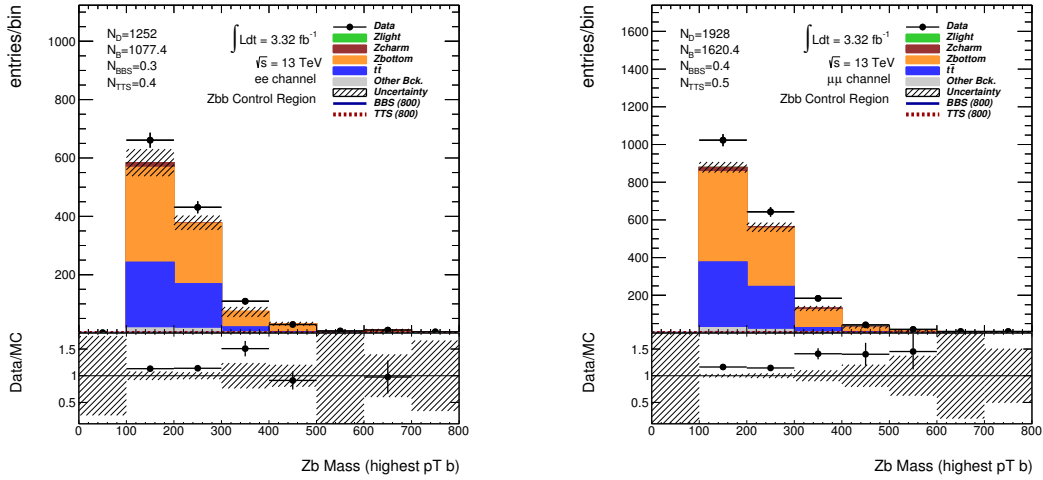 entries/bin
1000
800
600
400
200
N_D=1252
N_B=1077.4
N_BBS=0.3
N_TTS=0.4
∫ Ldt = 3.32 fb⁻¹
√s = 13 TeV
ee channel
Zbb Control Region
Data
Zlight
Zcharm
Zbottom
tt̄
Other Bck.
Uncertainty
BBS (800)
TTS (800)
Data/MC
1.5
1
0.5
0 100 200 300 400 500 600 700 800
Zb Mass (highest pT b)
entries/bin
1800
1600
1400
1200
1000
800
600
400
200
N_D=1928
N_B=1620.4
N_BBS=0.4
N_TTS=0.5
∫ Ldt = 3.32 fb⁻¹
√s = 13 TeV
μμ channel
Zbb Control Region
Data
Zlight
Zcharm
Zbottom
tt̄
Other Bck.
Uncertainty
BBS (800)
TTS (800)
Data/MC
1.5
1
0.5
0 100 200 300 400 500 600 700 800
Zb Mass (highest pT b)